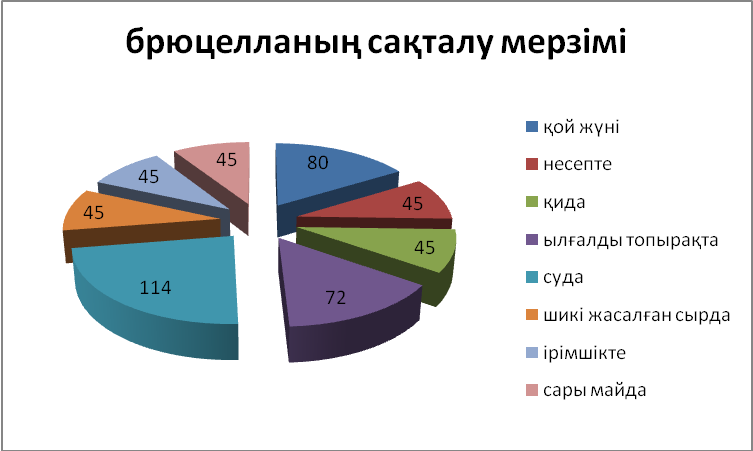 брюцелланың сақталу мерзімі
80
45
45
72
114
45
45
45
қой жүні
несепте
қида
ылғалды топырақта
суда
шикі жасалған сырда
ірімшікте
сары майда